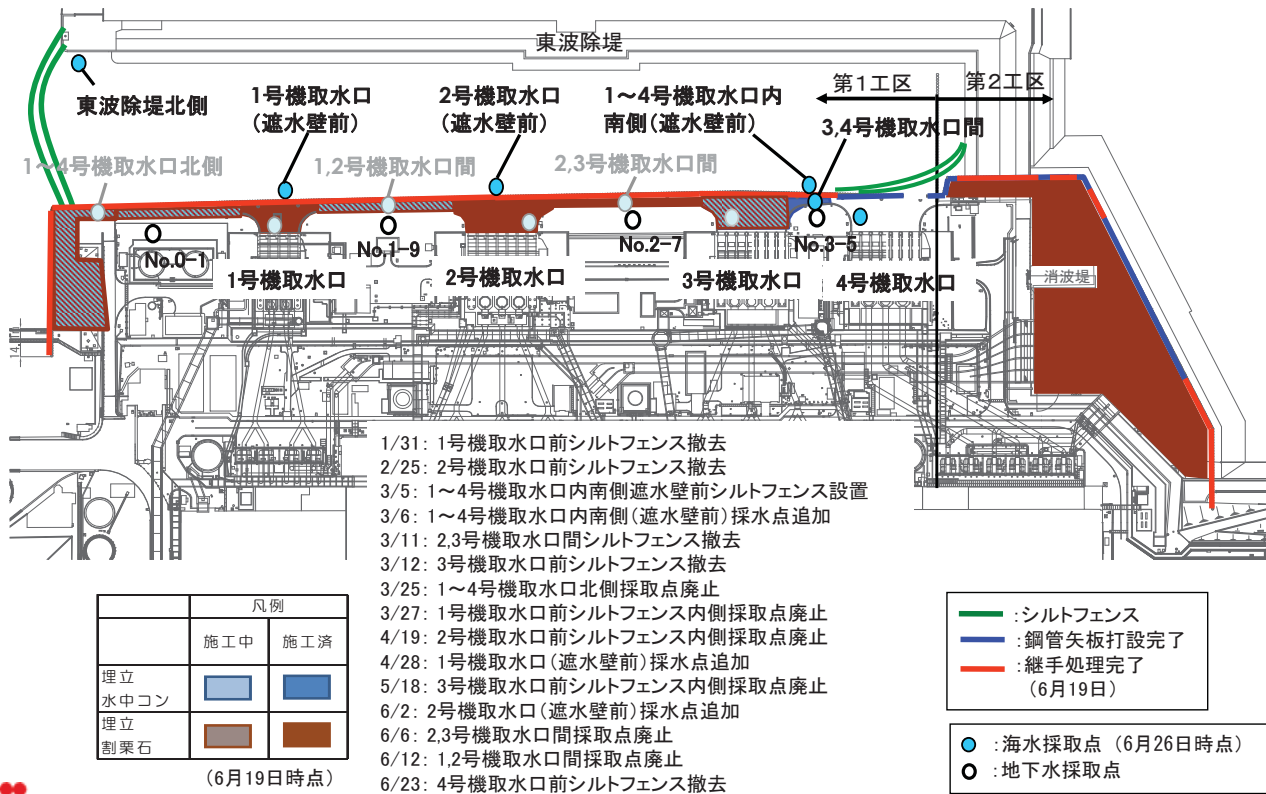 東波除堤
第1工区
第2工区
東波除堤北側
1号機取水口
(遮水壁前)
2号機取水口
(遮水壁前)
1～4号機取水口内
南側(遮水壁前)
3,4号機取水口間
1～4号機取水口北側
1,2号機取水口間
2,3号機取水口間
No.0-1
No.1-9
No.2-7
No.3-5
1号機取水口
2号機取水口
3号機取水口
4号機取水口
消波堤
14
1/31: 1号機取水口前シルトフェンス撤去
2/25: 2号機取水口前シルトフェンス撤去
3/5: 1～4号機取水口内南側遮水壁前シルトフェンス設置
3/6: 1～4号機取水口内南側(遮水壁前)採水点追加
3/11: 2,3号機取水口間シルトフェンス撤去
3/12: 3号機取水口前シルトフェンス撤去
3/25: 1～4号機取水口北側採取点廃止
3/27: 1号機取水口前シルトフェンス内側採取点廃止
4/19: 2号機取水口前シルトフェンス内側採取点廃止
4/28: 1号機取水口(遮水壁前)採水点追加
5/18: 3号機取水口前シルトフェンス内側採取点廃止
6/2: 2号機取水口(遮水壁前)採水点追加
6/6: 2,3号機取水口間採取点廃止
6/12: 1,2号機取水口間採取点廃止
6/23: 4号機取水口前シルトフェンス撤去
凡例
施工中 施工済
埋立
水中コン
埋立
割栗石
(6月19日時点)
:シルトフェンス
:鋼管矢板打設完了
:継手処理完了
(6月19日)
:海水採取点 (6月26日時点)
:地下水採取点